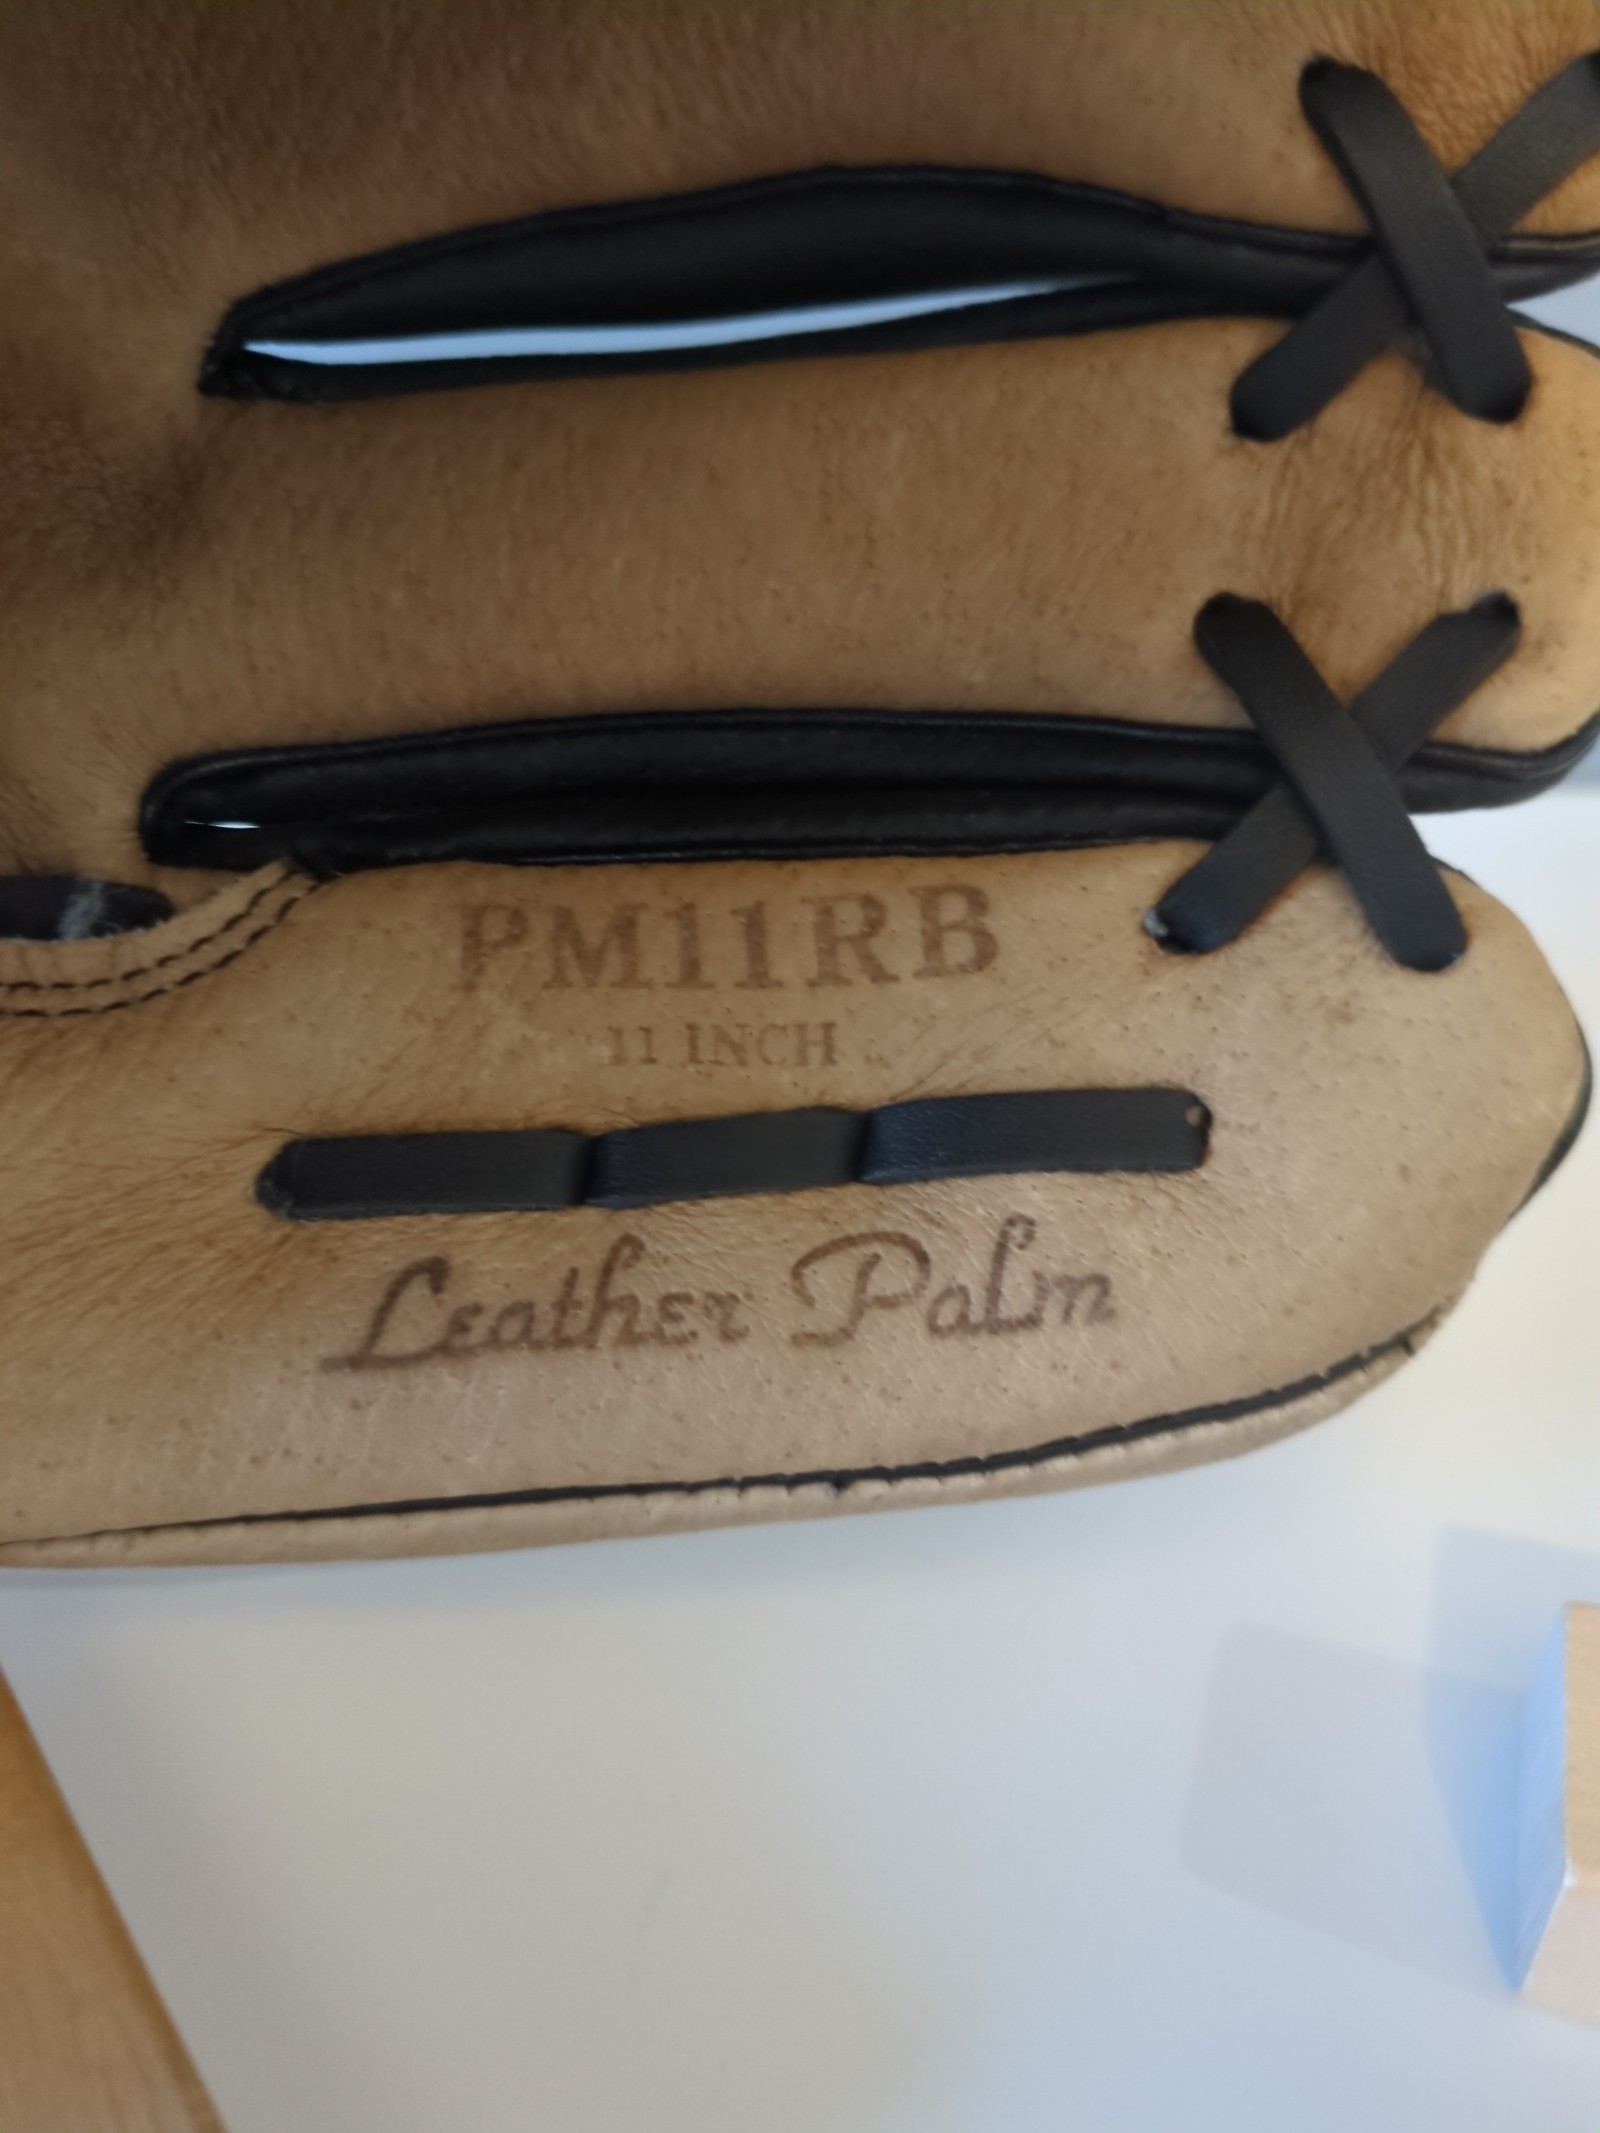 PM11RB
11 INCH
Leather Palm